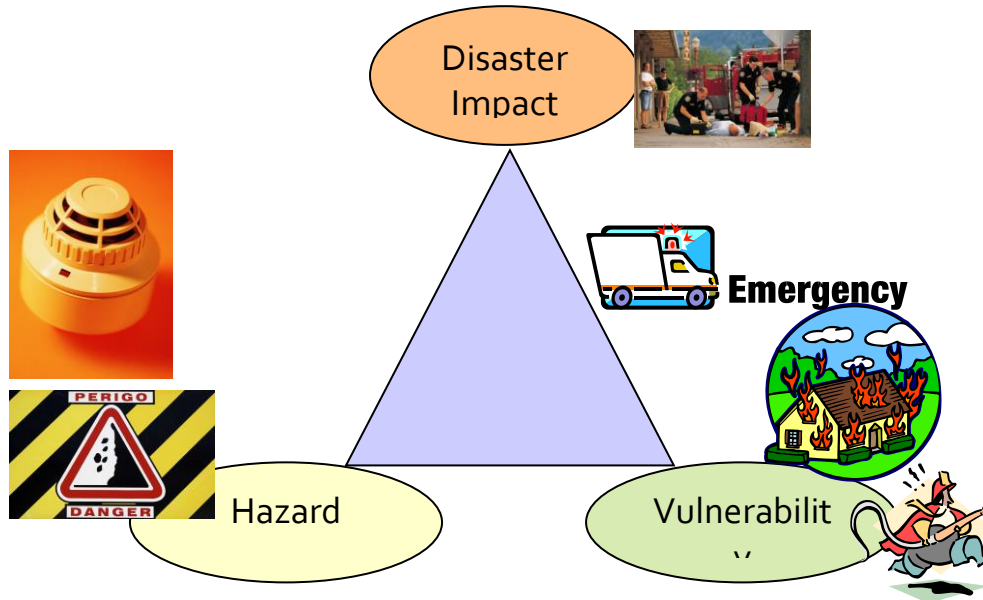 Disaster
Impact
Emergency
PERIGO
DANGER
Hazard
Vulnerabilit
y